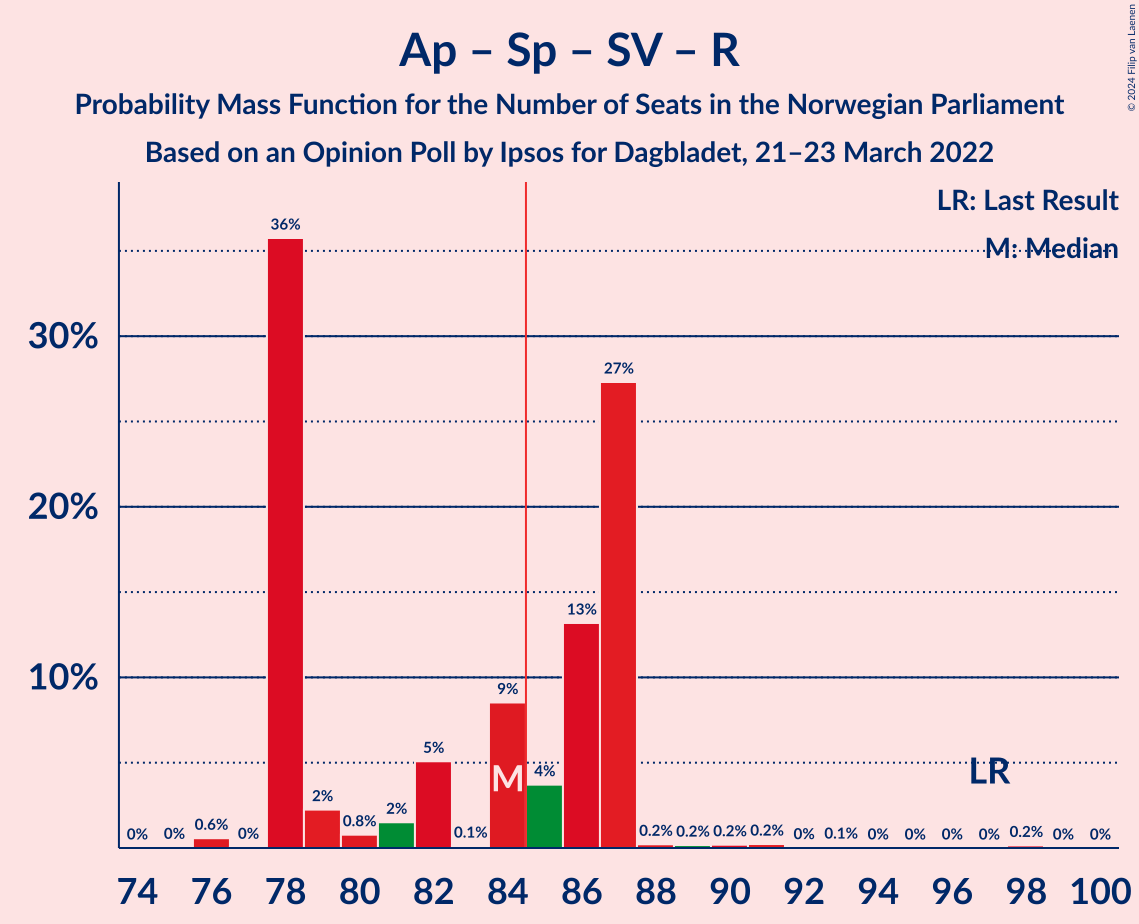 Ap – Sp – SV – R
Probability Mass Function for the Number of Seats in the Norwegian Parliament
Based on an Opinion Poll by Ipsos for Dagbladet, 21–23 March 2022
© 2024 Filip van Laenen
LR: Last Result
M: Median
30%
20%
10%
0% 0% 0.6% 0% 36% 2% 0.8% 2% 5% 0.1% 9% 4% 13% 27% 0.2% 0.2% 0.2% 0.2% 0% 0.1% 0% 0% 0% 0% 0.2% 0% 0%
M
LR
74 76 78 80 82 84 86 88 90 92 94 96 98 100